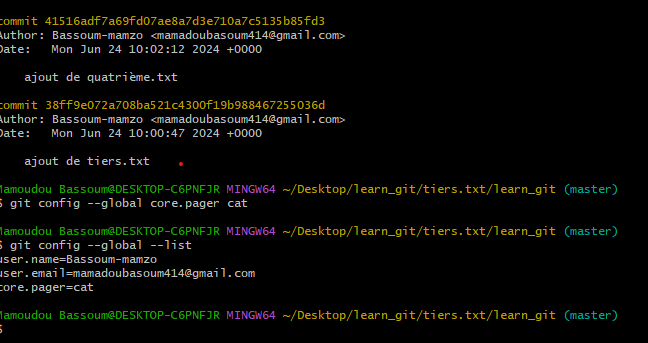 commit 41516adf7a69fd07ae8a7d3e710a7c5135b85fd3
Author: Bassoum-mamzo <mamadoubasoum414@gmail.com>
Date:   Mon Jun 24 10:02:12 2024 +0000
ajout de quatrième.txt
commit 38ff9e072a708ba521c4300f19b988467255036d
Author: Bassoum-mamzo <mamadoubasoum414@gmail.com>
Date:   Mon Jun 24 10:00:47 2024 +0000
ajout de tiers.txt
Mamoudou Bassoum@DESKTOP-C6PNFJR MINGW64 ~/Desktop/learn_git/tiers.txt/learn_git (master)
$ git config --global core.pager cat
Mamoudou Bassoum@DESKTOP-C6PNFJR MINGW64 ~/Desktop/learn_git/tiers.txt/learn_git (master)
$ git config --global --list
user.name=Bassoum-mamzo
user.email=mamadoubasoum414@gmail.com
core.pager=cat
Mamoudou Bassoum@DESKTOP-C6PNFJR MINGW64 ~/Desktop/learn_git/tiers.txt/learn_git (master)
$